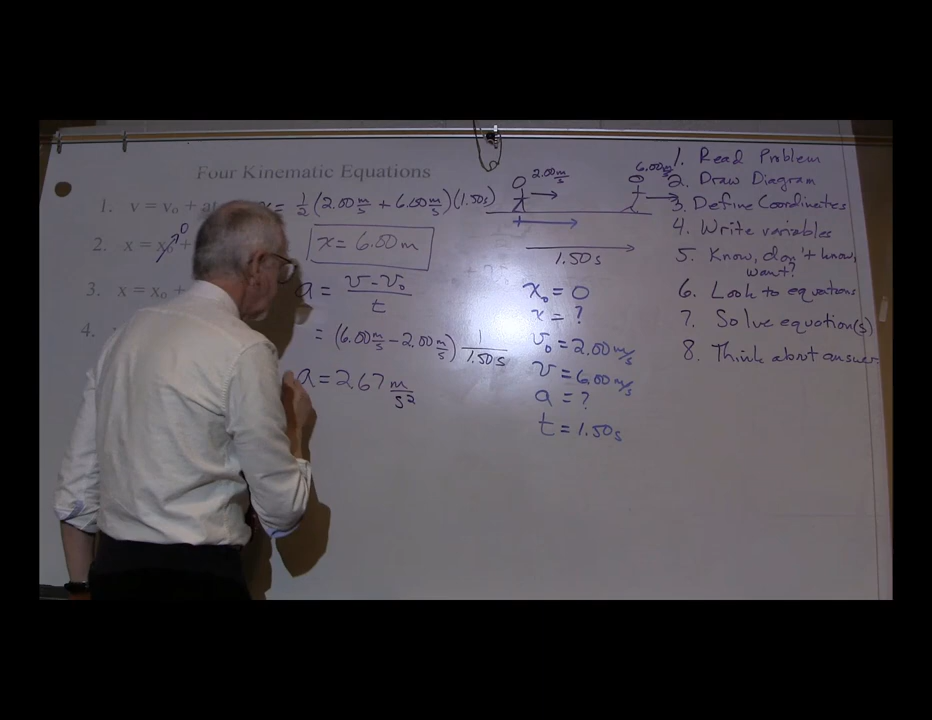 Four Kinematic Equations
1. v = v₀ + at
x = 1/2 (2.00 m/s + 6.00 m/s)(1.50s)
2. x = x₀ + 0
x = 6.00 m
3. x = x₀ +
4.
a = (v - v₀)/t
= (6.00 m/s - 2.00 m/s) 1/1.50s
a = 2.67 m/s²
2.00 m/s
6.00 m/s
+
1.50s
x₀ = 0
x = ?
v₀ = 2.00 m/s
v = 6.00 m/s
a = ?
t = 1.50s
1. Read Problem
2. Draw Diagram
3. Define Coordinates
4. Write variables
5. Know, don't know,
want?
6. Look to equations
7. Solve equation(s)
8. Think about answer.